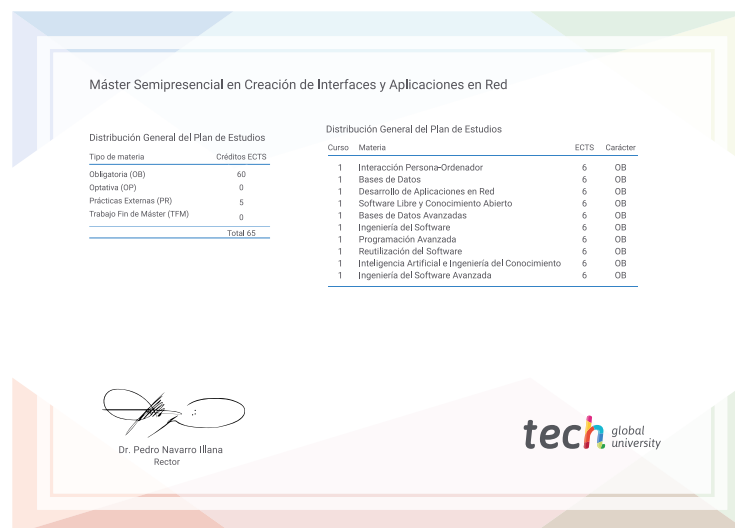 Máster Semipresencial en Creación de Interfaces y Aplicaciones en Red
Distribución General del Plan de Estudios
Tipo de materia Créditos ECTS
Obligatoria (OB) 60
Optativa (OP) 0
Prácticas Externas (PR) 5
Trabajo Fin de Máster (TFM) 0
Total 65
Distribución General del Plan de Estudios
Curso Materia ECTS Carácter
1 Interacción Persona-Ordenador 6 OB
1 Bases de Datos 6 OB
1 Desarrollo de Aplicaciones en Red 6 OB
1 Software Libre y Conocimiento Abierto 6 OB
1 Bases de Datos Avanzadas 6 OB
1 Ingeniería del Software 6 OB
1 Programación Avanzada 6 OB
1 Reutilización del Software 6 OB
1 Inteligencia Artificial e Ingeniería del Conocimiento 6 OB
1 Ingeniería del Software Avanzada 6 OB
Dr. Pedro Navarro Illana
Rector
tech global university